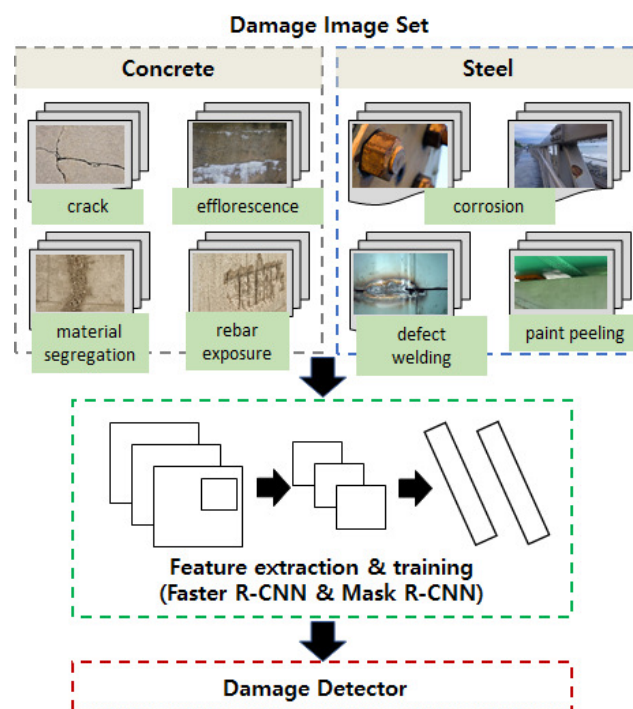 Damage Image Set
Concrete
Steel
crack
efflorescence
corrosion
material
segregation
rebar
exposure
defect
welding
paint peeling
Feature extraction & training
(Faster R-CNN & Mask R-CNN)
Damage Detector